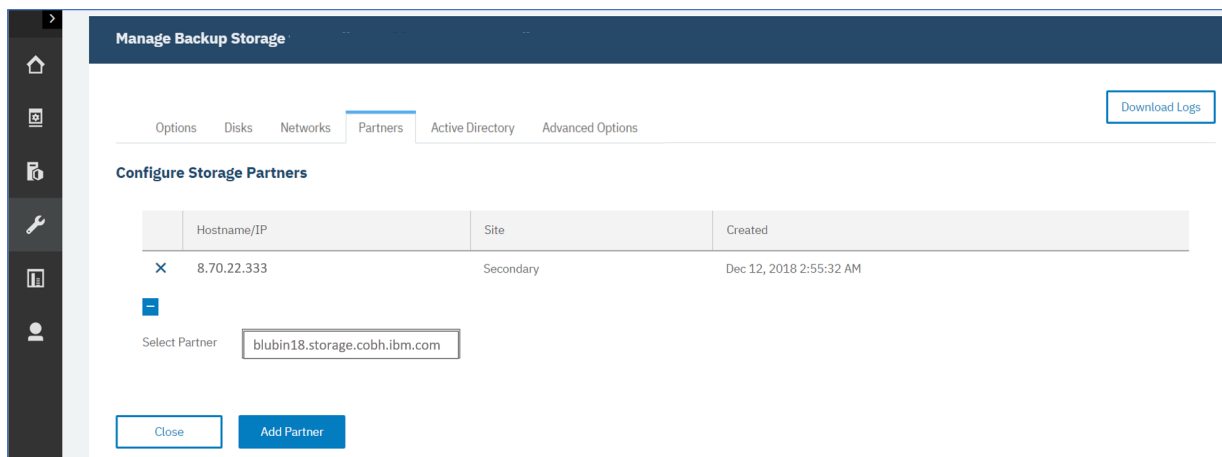 Manage Backup Storage
Download Logs
Options Disks Networks Partners Active Directory Advanced Options
Configure Storage Partners
Hostname/IP Site Created
8.70.22.333 Secondary Dec 12, 2018 2:55:32 AM
Select Partner blubin18.storage.cobh.ibm.com
Close Add Partner